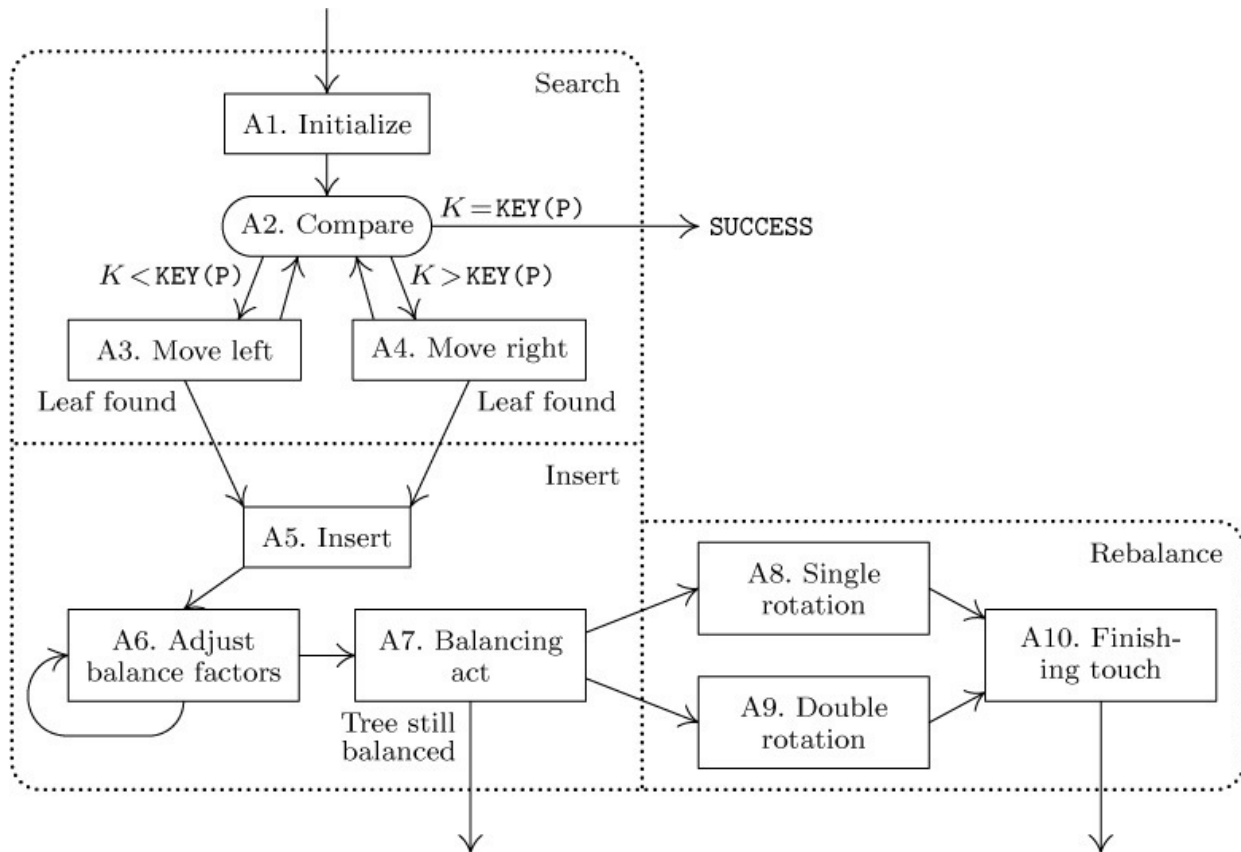 Search
A1. Initialize
A2. Compare
K = KEY(P)
SUCCESS
K < KEY(P)
K > KEY(P)
A3. Move left
A4. Move right
Leaf found
Leaf found
Insert
A5. Insert
Rebalance
A8. Single
rotation
A6. Adjust
balance factors
A7. Balancing
act
A10. Finish-
ing touch
A9. Double
rotation
Tree still
balanced